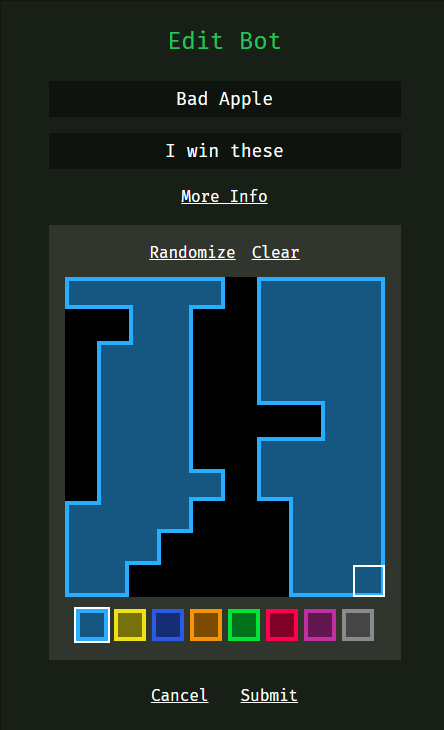 Edit Bot
Bad Apple
I win these
More Info
Randomize Clear
Cancel Submit